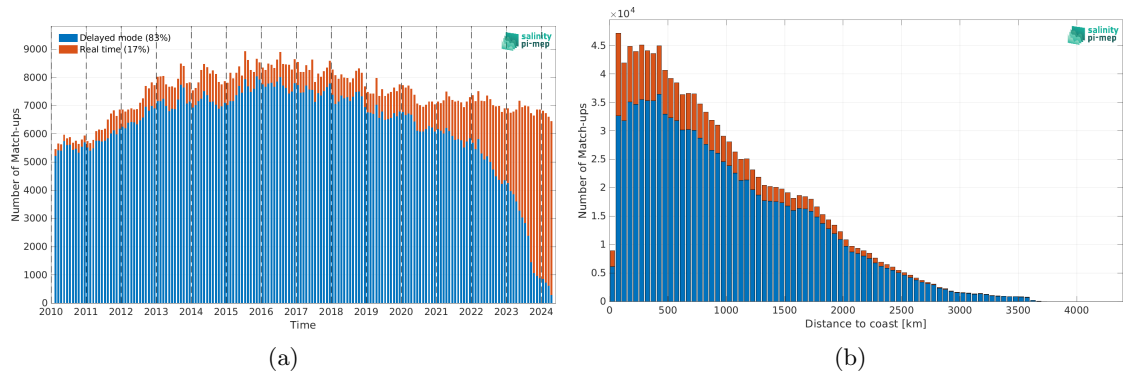 Delayed mode (83%)
Real time (17%)
salinity
pi-mep
Number of Match-ups
9000
8000
7000
6000
5000
4000
3000
2000
1000
0
2010 2011 2012 2013 2014 2015 2016 2017 2018 2019 2020 2021 2022 2023 2024
Time
(a)
×10⁴
salinity
pi-mep
Number of Match-ups
4.5
4
3.5
3
2.5
2
1.5
1
0.5
0
0 500 1000 1500 2000 2500 3000 3500 4000
Distance to coast [km]
(b)